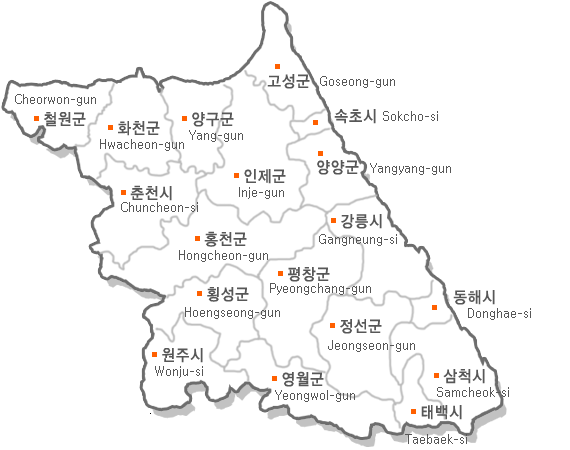 고성군
Goseong-gun
Cheorwon-gun
철원군
화천군
Hwacheon-gun
양구군
Yang-gun
속초시
Sokcho-si
양양군
Yangyang-gun
인제군
Inje-gun
춘천시
Chuncheon-si
강릉시
Gangneung-si
홍천군
Hongcheon-gun
평창군
Pyeongchang-gun
횡성군
Hoengseong-gun
동해시
Donghae-si
정선군
Jeongseon-gun
원주시
Wonju-si
영월군
Yeongwol-gun
삼척시
Samcheok-si
태백시
Taebaek-si